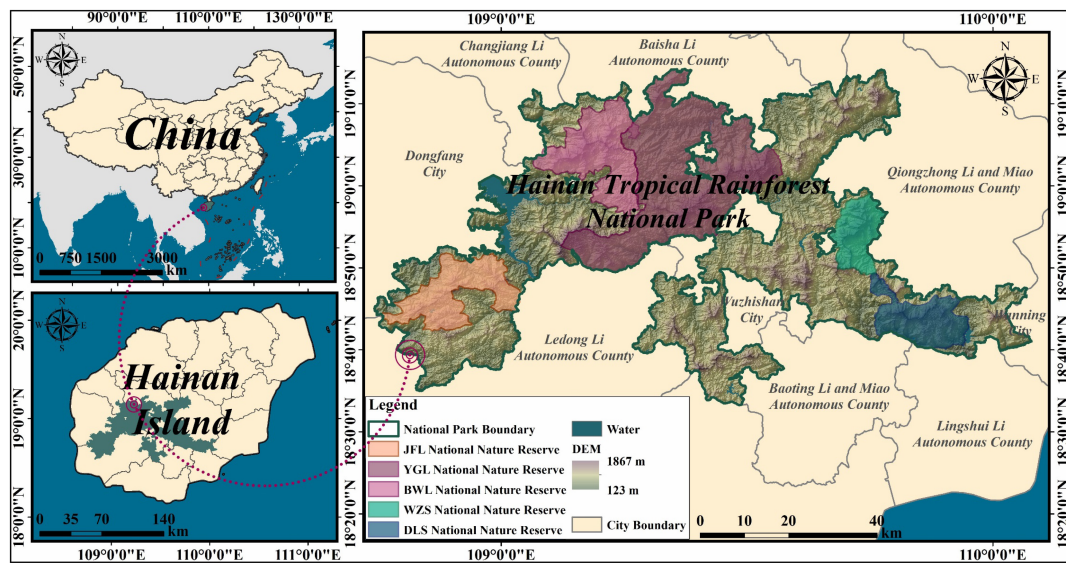 90°0'0"E 110°0'0"E 130°0'0"E
50°0'0"N
30°0'0"N
10°0'0"N
N
W E
S
China
0 750 1500 3000
km
20°0'0"N
19°0'0"N
18°0'0"N
N
W E
S
Hainan
Island
0 35 70 140
km
109°0'0"E 110°0'0"E 111°0'0"E
109°0'0"E 110°0'0"E
Changjiang Li
Autonomous County
Baisha Li
Autonomous County
N
W E
S
Dongfang
City
Qiongzhong Li and Miao
Autonomous County
Hainan Tropical Rainforest
National Park
Wuzhishan
City
Wanning
City
Ledong Li
Autonomous County
Baoting Li and Miao
Autonomous County
Lingshui Li
Autonomous County
19°10'0"N
19°0'0"N
18°50'0"N
18°40'0"N
18°30'0"N
18°20'0"N
19°10'0"N
19°0'0"N
18°50'0"N
18°40'0"N
18°30'0"N
18°20'0"N
Legend
National Park Boundary
JFL National Nature Reserve
YGL National Nature Reserve
BWL National Nature Reserve
WZS National Nature Reserve
DLS National Nature Reserve
Water
DEM
1867 m
123 m
City Boundary
0 10 20 40
km
109°0'0"E 110°0'0"E